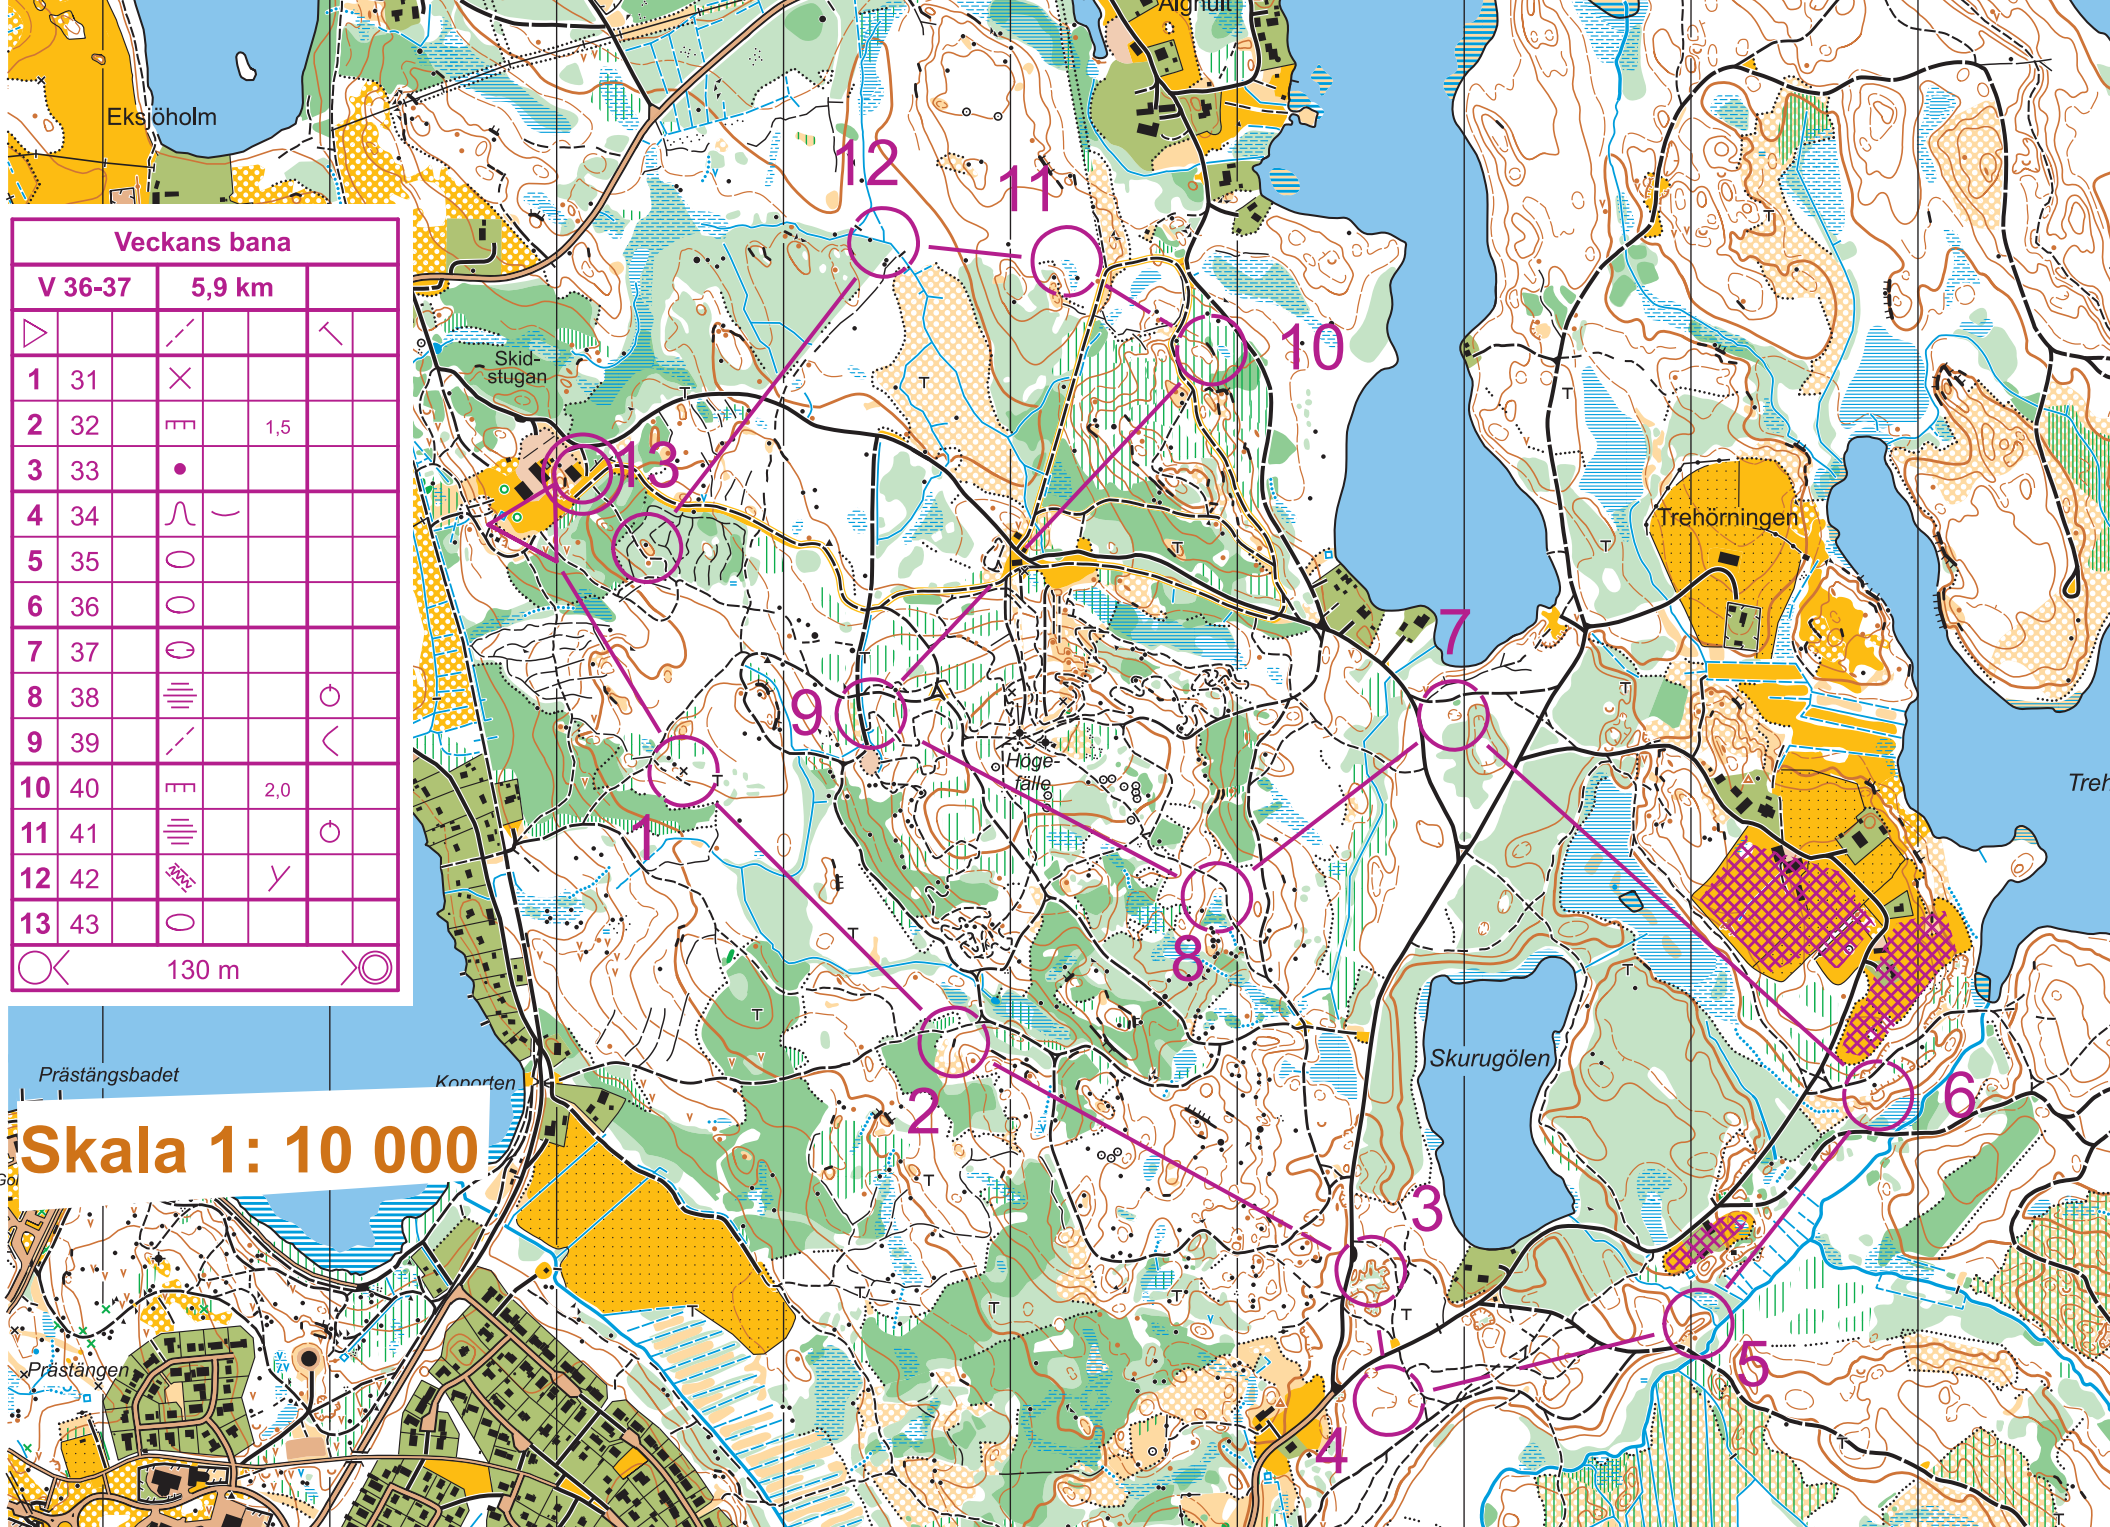 Älghult
Eksjöholm
12
11
Veckans bana
V 36-37 5,9 km
1 31
2 32 1,5
3 33
4 34
5 35
6 36
7 37
8 38
9 39
10 40 2,0
11 41
12 42
13 43
130 m
10
Skid-
stugan
13
Trehörningen
7
9
Höge-
fälle
Treh
1
8
Skurugölen
Prästängsbadet
Koporten
6
2
Skala 1: 10 000
3
5
Prästängen
4